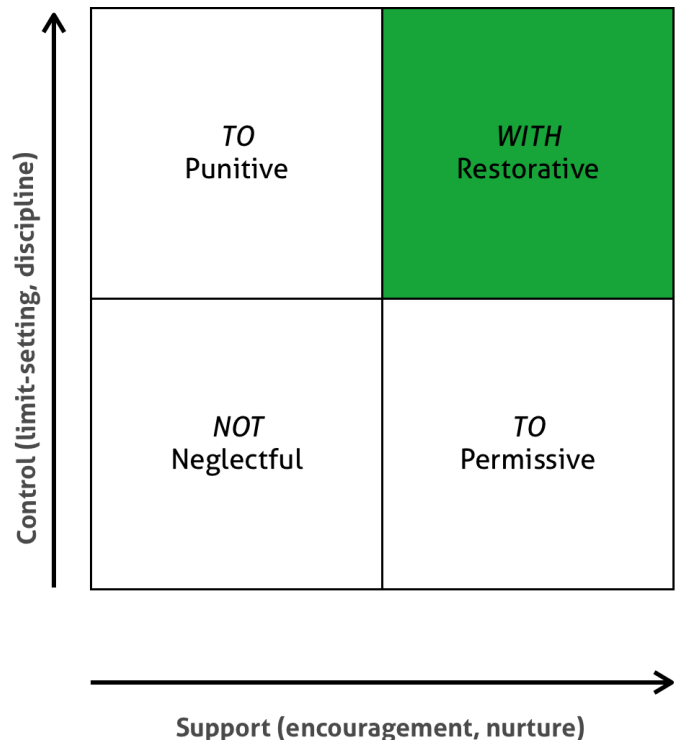 TO
Punitive
WITH
Restorative
NOT
Neglectful
TO
Permissive
Control (limit-setting, discipline)
Support (encouragement, nurture)